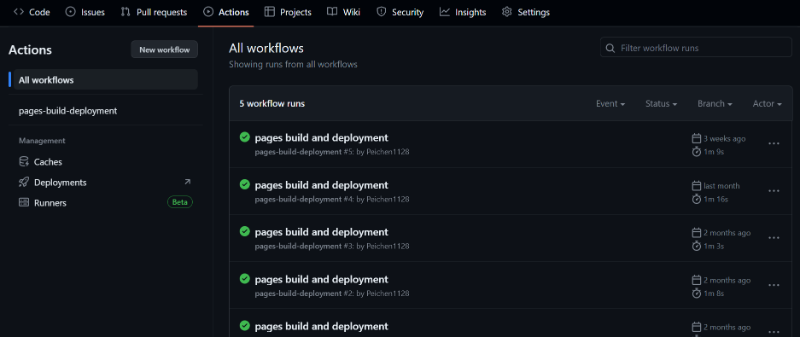 Code Issues Pull requests Actions Projects Wiki Security Insights Settings
Actions
New workflow
All workflows
pages-build-deployment
Management
Caches
Deployments
Runners Beta
All workflows
Showing runs from all workflows
Filter workflow runs
5 workflow runs Event Status Branch Actor
pages build and deployment
pages-build-deployment #5: by Peichen1128
3 weeks ago
1m 9s
pages build and deployment
pages-build-deployment #4: by Peichen1128
last month
1m 16s
pages build and deployment
pages-build-deployment #3: by Peichen1128
2 months ago
1m 3s
pages build and deployment
pages-build-deployment #2: by Peichen1128
2 months ago
1m 8s
pages build and deployment
2 months ago